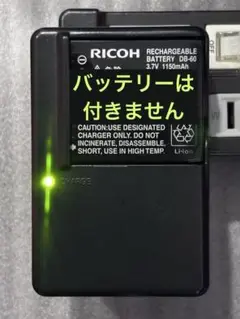 RICOH RECHARGEABLE
BATTERY DB-60
3.7V 1150mAh
バッテリーは
付きません
CAUTION: USE DESIGNATED
CHARGER ONLY. DO NOT
INCINERATE, DISASSEMBLE,
SHORT, USE IN HIGH TEMP.
Li-ion
CHARGE